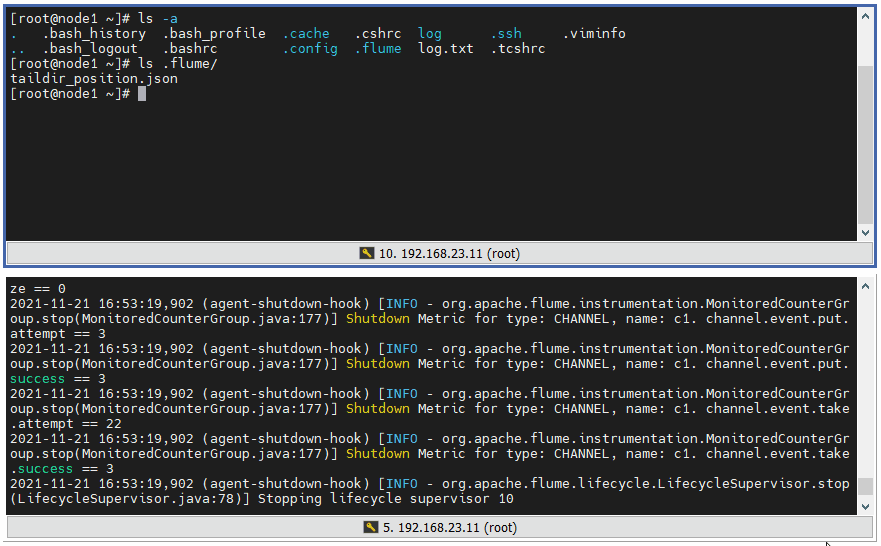 [root@node1 ~]# ls -a
.  .bash_history  .bash_profile  .cache  .cshrc  log  .ssh  .viminfo
..  .bash_logout  .bashrc  .config  .flume  log.txt  .tcshrc
[root@node1 ~]# ls .flume/
taildir_position.json
[root@node1 ~]#
10. 192.168.23.11 (root)
ze == 0
2021-11-21 16:53:19,902 (agent-shutdown-hook) [INFO - org.apache.flume.instrumentation.MonitoredCounterGr
oup.stop(MonitoredCounterGroup.java:177)] Shutdown Metric for type: CHANNEL, name: c1. channel.event.put.
attempt == 3
2021-11-21 16:53:19,902 (agent-shutdown-hook) [INFO - org.apache.flume.instrumentation.MonitoredCounterGr
oup.stop(MonitoredCounterGroup.java:177)] Shutdown Metric for type: CHANNEL, name: c1. channel.event.put.
success == 3
2021-11-21 16:53:19,902 (agent-shutdown-hook) [INFO - org.apache.flume.instrumentation.MonitoredCounterGr
oup.stop(MonitoredCounterGroup.java:177)] Shutdown Metric for type: CHANNEL, name: c1. channel.event.take
.attempt == 22
2021-11-21 16:53:19,902 (agent-shutdown-hook) [INFO - org.apache.flume.instrumentation.MonitoredCounterGr
oup.stop(MonitoredCounterGroup.java:177)] Shutdown Metric for type: CHANNEL, name: c1. channel.event.take
.success == 3
2021-11-21 16:53:19,902 (agent-shutdown-hook) [INFO - org.apache.flume.lifecycle.LifecycleSupervisor.stop
(LifecycleSupervisor.java:78)] Stopping lifecycle supervisor 10
5. 192.168.23.11 (root)